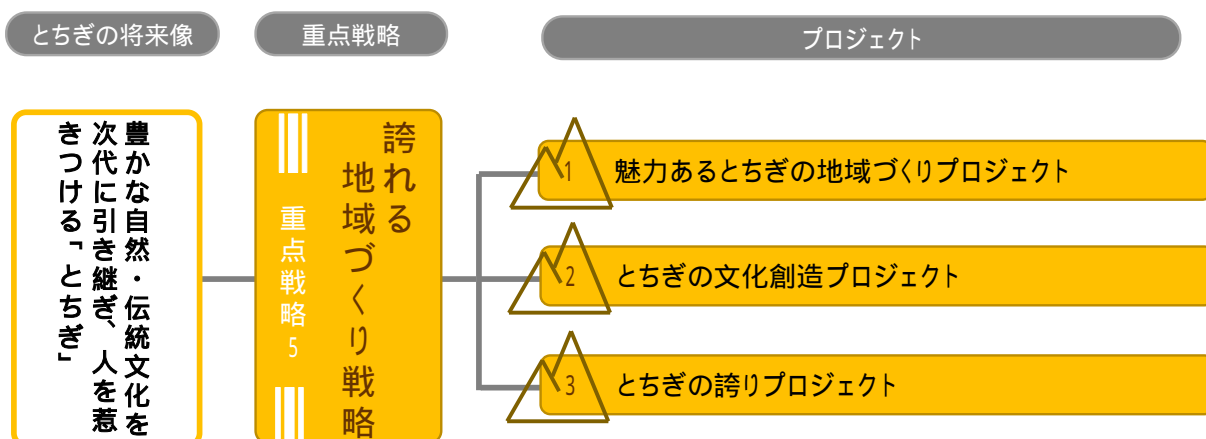 とちぎの将来像
重点戦略
プロジェクト
豊かな自然・伝統文化を
次代に引き継ぎ、人を惹
きつける「とちぎ」
重点戦略5
誇れる
地域づくり戦略
1
魅力あるとちぎの地域づくりプロジェクト
2
とちぎの文化創造プロジェクト
3
とちぎの誇りプロジェクト